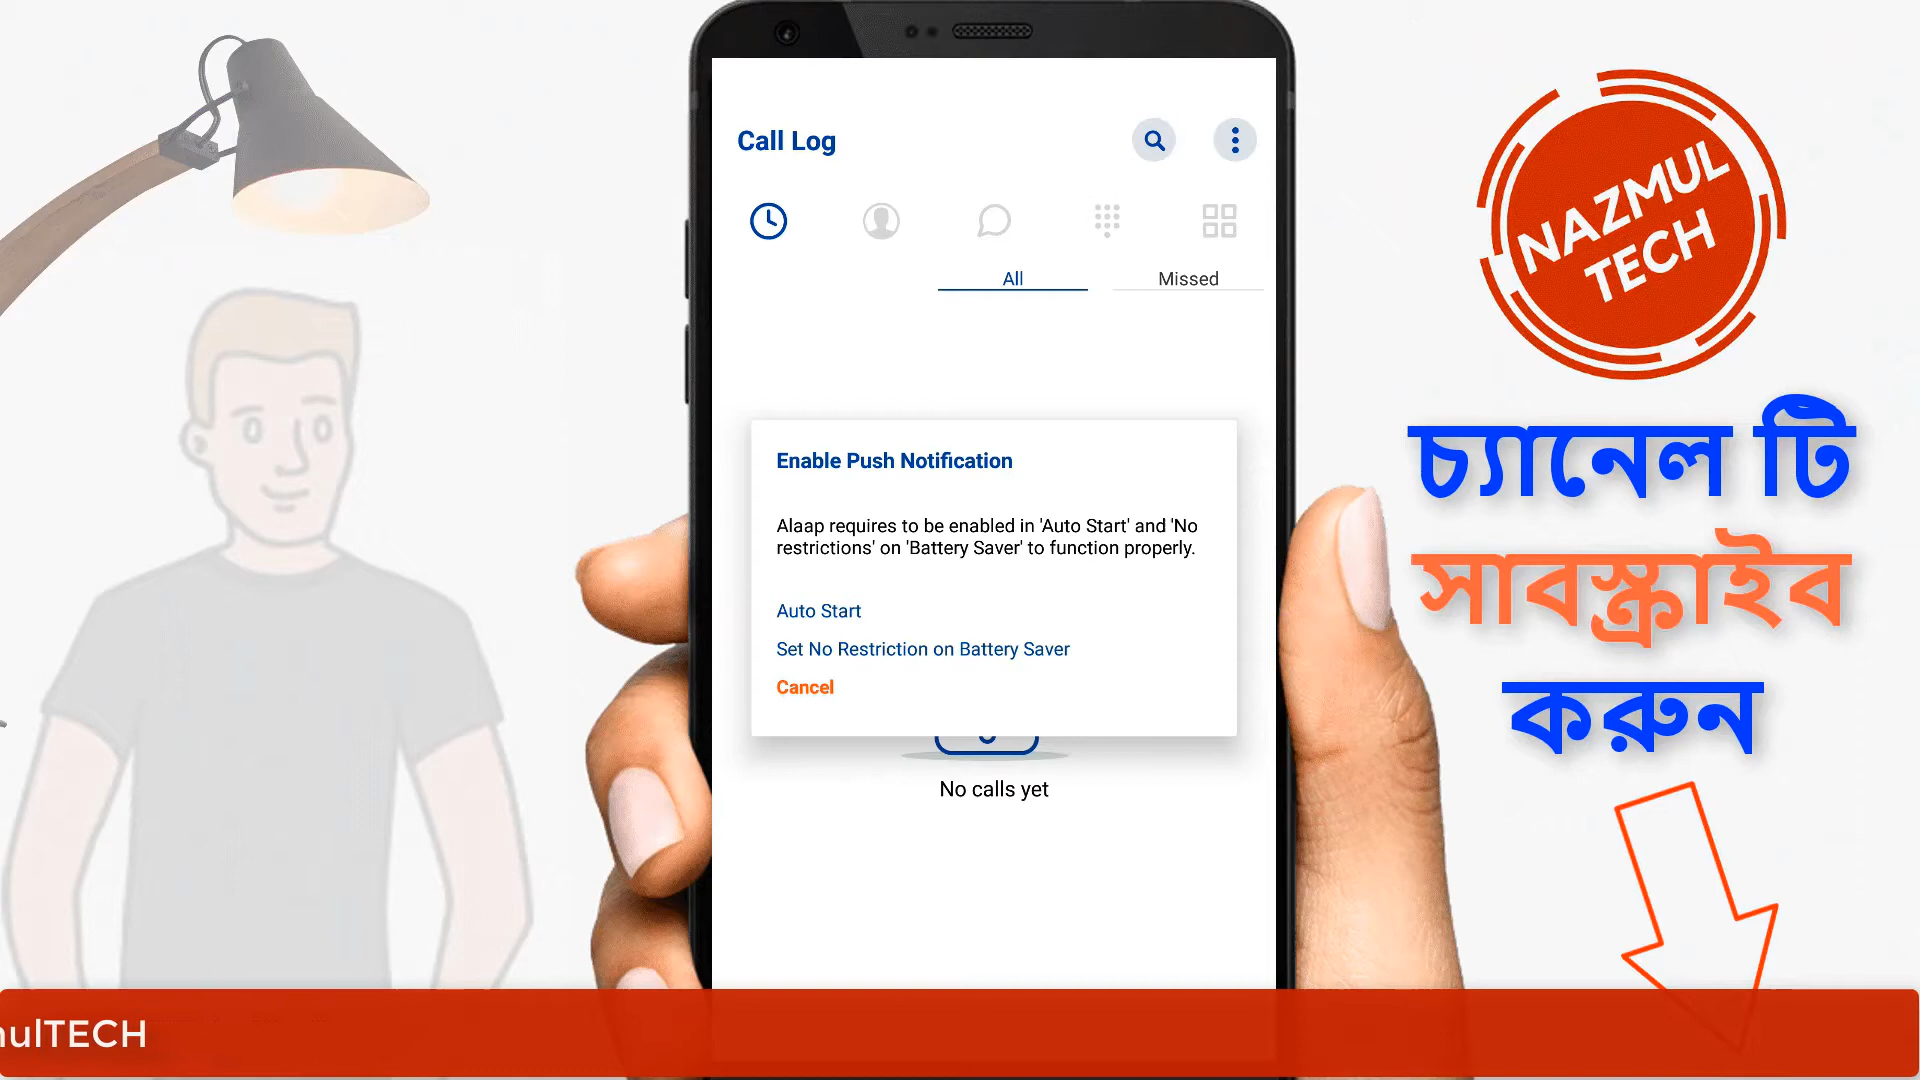 Call Log
All
Missed
Enable Push Notification
Alaap requires to be enabled in 'Auto Start' and 'No
restrictions' on 'Battery Saver' to function properly.
Auto Start
Set No Restriction on Battery Saver
Cancel
No calls yet
NAZMUL
TECH
চ্যানেল টি
সাবস্ক্রাইব
করুন
ulTECH